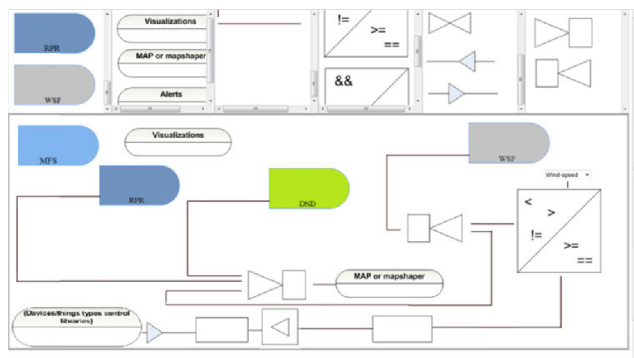 RPR
WSF
Visualizations
MAP or mapshaper
Alerts
!=
>=
==
&&
MFS
Visualizations
RPR
DND
WSF
Wind-speed
<
>
!=
>=
==
MAP or mapshaper
(Devices/things types control
libraries)